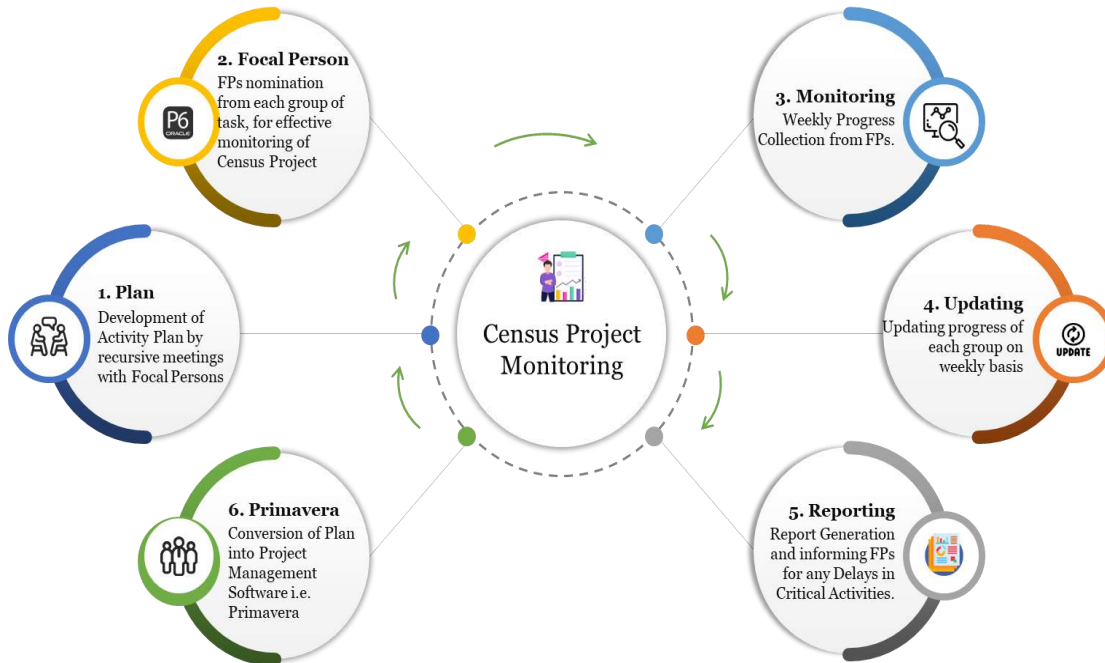 1. Plan
Development of
Activity Plan by
recursive meetings
with Focal Persons
2. Focal Person
FPs nomination
from each group of
task, for effective
monitoring of
Census Project
P6
ORACLE
3. Monitoring
Weekly Progress
Collection from FPs.
4. Updating
Updating progress of
each group on
weekly basis
UPDATE
5. Reporting
Report Generation
and informing FPs
for any Delays in
Critical Activities.
6. Primavera
Conversion of Plan
into Project
Management
Software i.e.
Primavera
Census Project
Monitoring